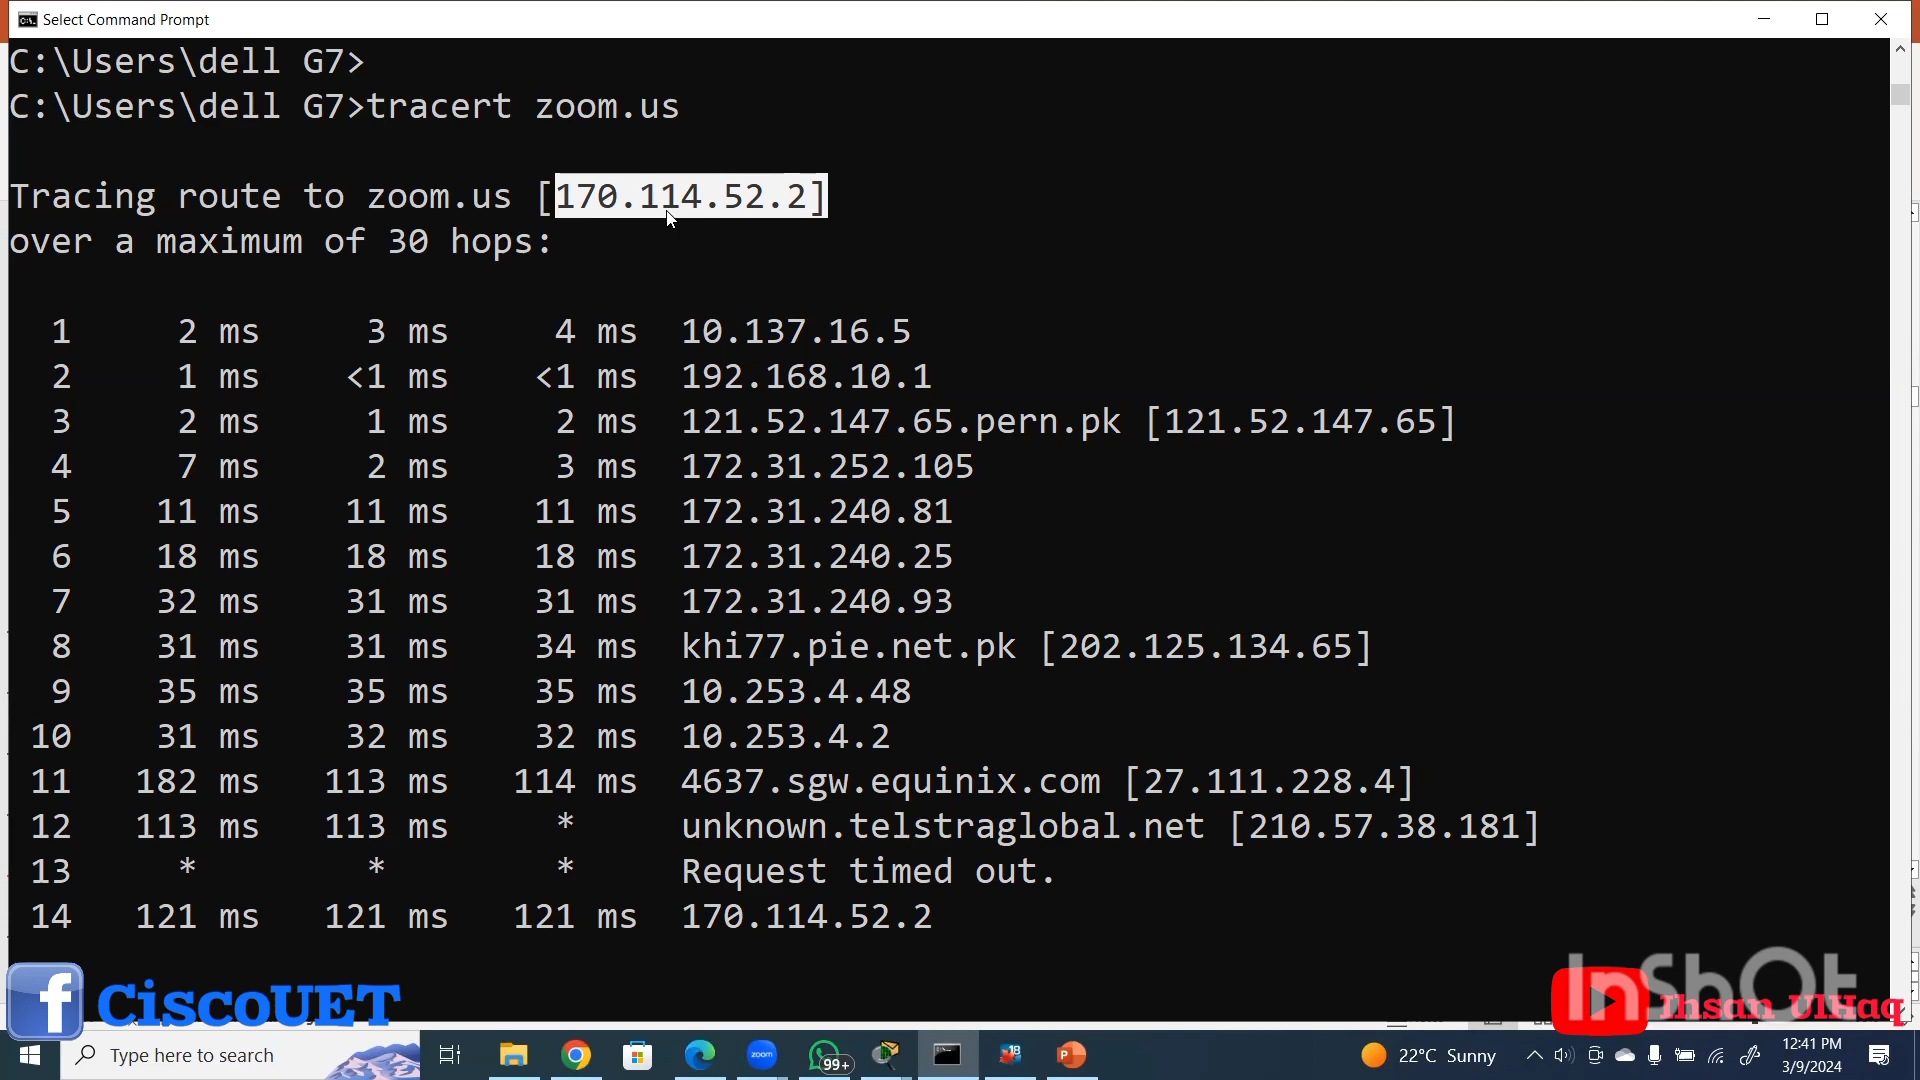 Select Command Prompt
C:\Users\dell G7>
C:\Users\dell G7>tracert zoom.us
Tracing route to zoom.us [170.114.52.2]
over a maximum of 30 hops:
1 2 ms 3 ms 4 ms 10.137.16.5
2 1 ms <1 ms <1 ms 192.168.10.1
3 2 ms 1 ms 2 ms 121.52.147.65.pern.pk [121.52.147.65]
4 7 ms 2 ms 3 ms 172.31.252.105
5 11 ms 11 ms 11 ms 172.31.240.81
6 18 ms 18 ms 18 ms 172.31.240.25
7 32 ms 31 ms 31 ms 172.31.240.93
8 31 ms 31 ms 34 ms khi77.pie.net.pk [202.125.134.65]
9 35 ms 35 ms 35 ms 10.253.4.48
10 31 ms 32 ms 32 ms 10.253.4.2
11 182 ms 113 ms 114 ms 4637.sgw.equinix.com [27.111.228.4]
12 113 ms 113 ms * unknown.telstraglobal.net [210.57.38.181]
13 * * * Request timed out.
14 121 ms 121 ms 121 ms 170.114.52.2
f CiscoUET
InShOt
Ihsan UlHaq
Type here to search
zoom
99+
18
P
22°C Sunny
12:41 PM
3/9/2024